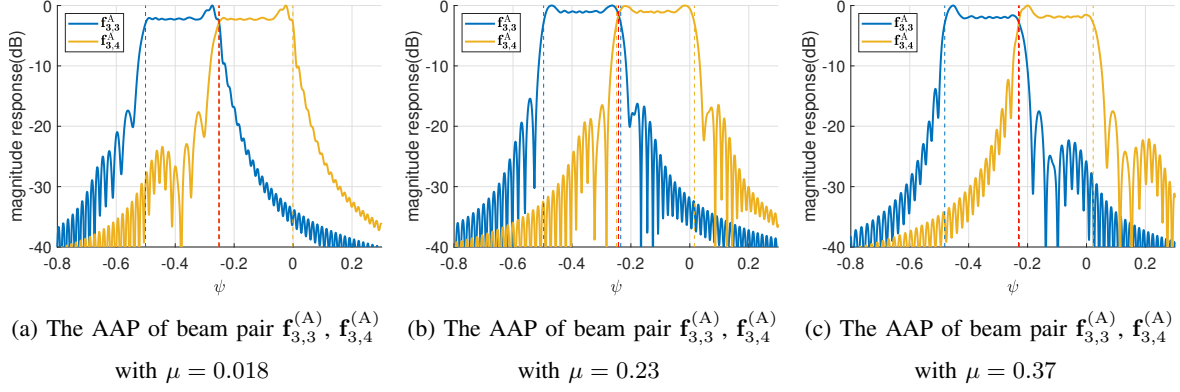 magnitude response(dB)
0
-10
-20
-30
-40
-0.8 -0.6 -0.4 -0.2 0 0.2
ψ
f^A_{3,3}
f^A_{3,4}
(a) The AAP of beam pair f^{(A)}_{3,3}, f^{(A)}_{3,4}
with μ = 0.018
magnitude response(dB)
0
-10
-20
-30
-40
-0.8 -0.6 -0.4 -0.2 0 0.2
ψ
f^A_{3,3}
f^A_{3,4}
(b) The AAP of beam pair f^{(A)}_{3,3}, f^{(A)}_{3,4}
with μ = 0.23
magnitude response(dB)
0
-10
-20
-30
-40
-0.8 -0.6 -0.4 -0.2 0 0.2
ψ
f^A_{3,3}
f^A_{3,4}
(c) The AAP of beam pair f^{(A)}_{3,3}, f^{(A)}_{3,4}
with μ = 0.37